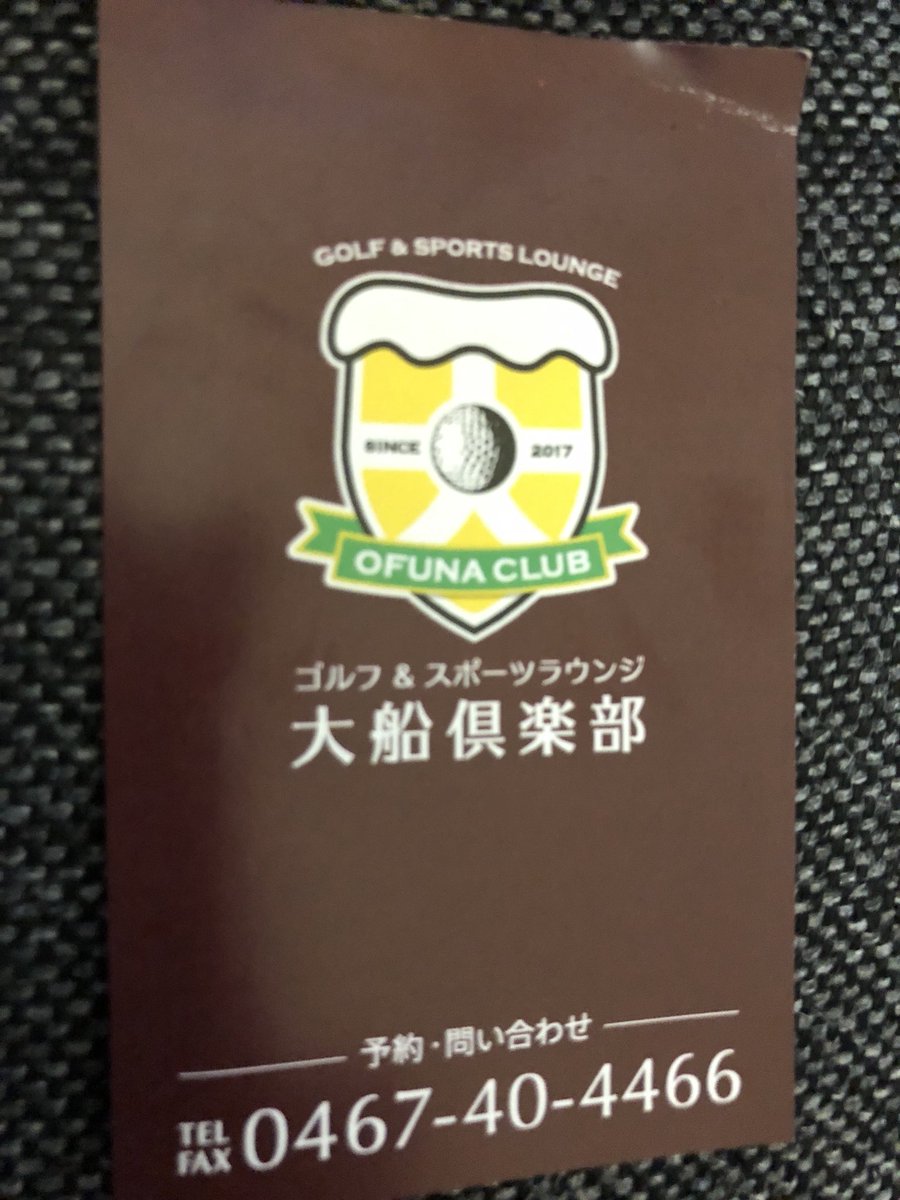 GOLF & SPORTS LOUNGE
SINCE 2017
OFUNA CLUB
ゴルフ & スポーツラウンジ
大船倶楽部
予約・問い合わせ
TEL
FAX 0467-40-4466